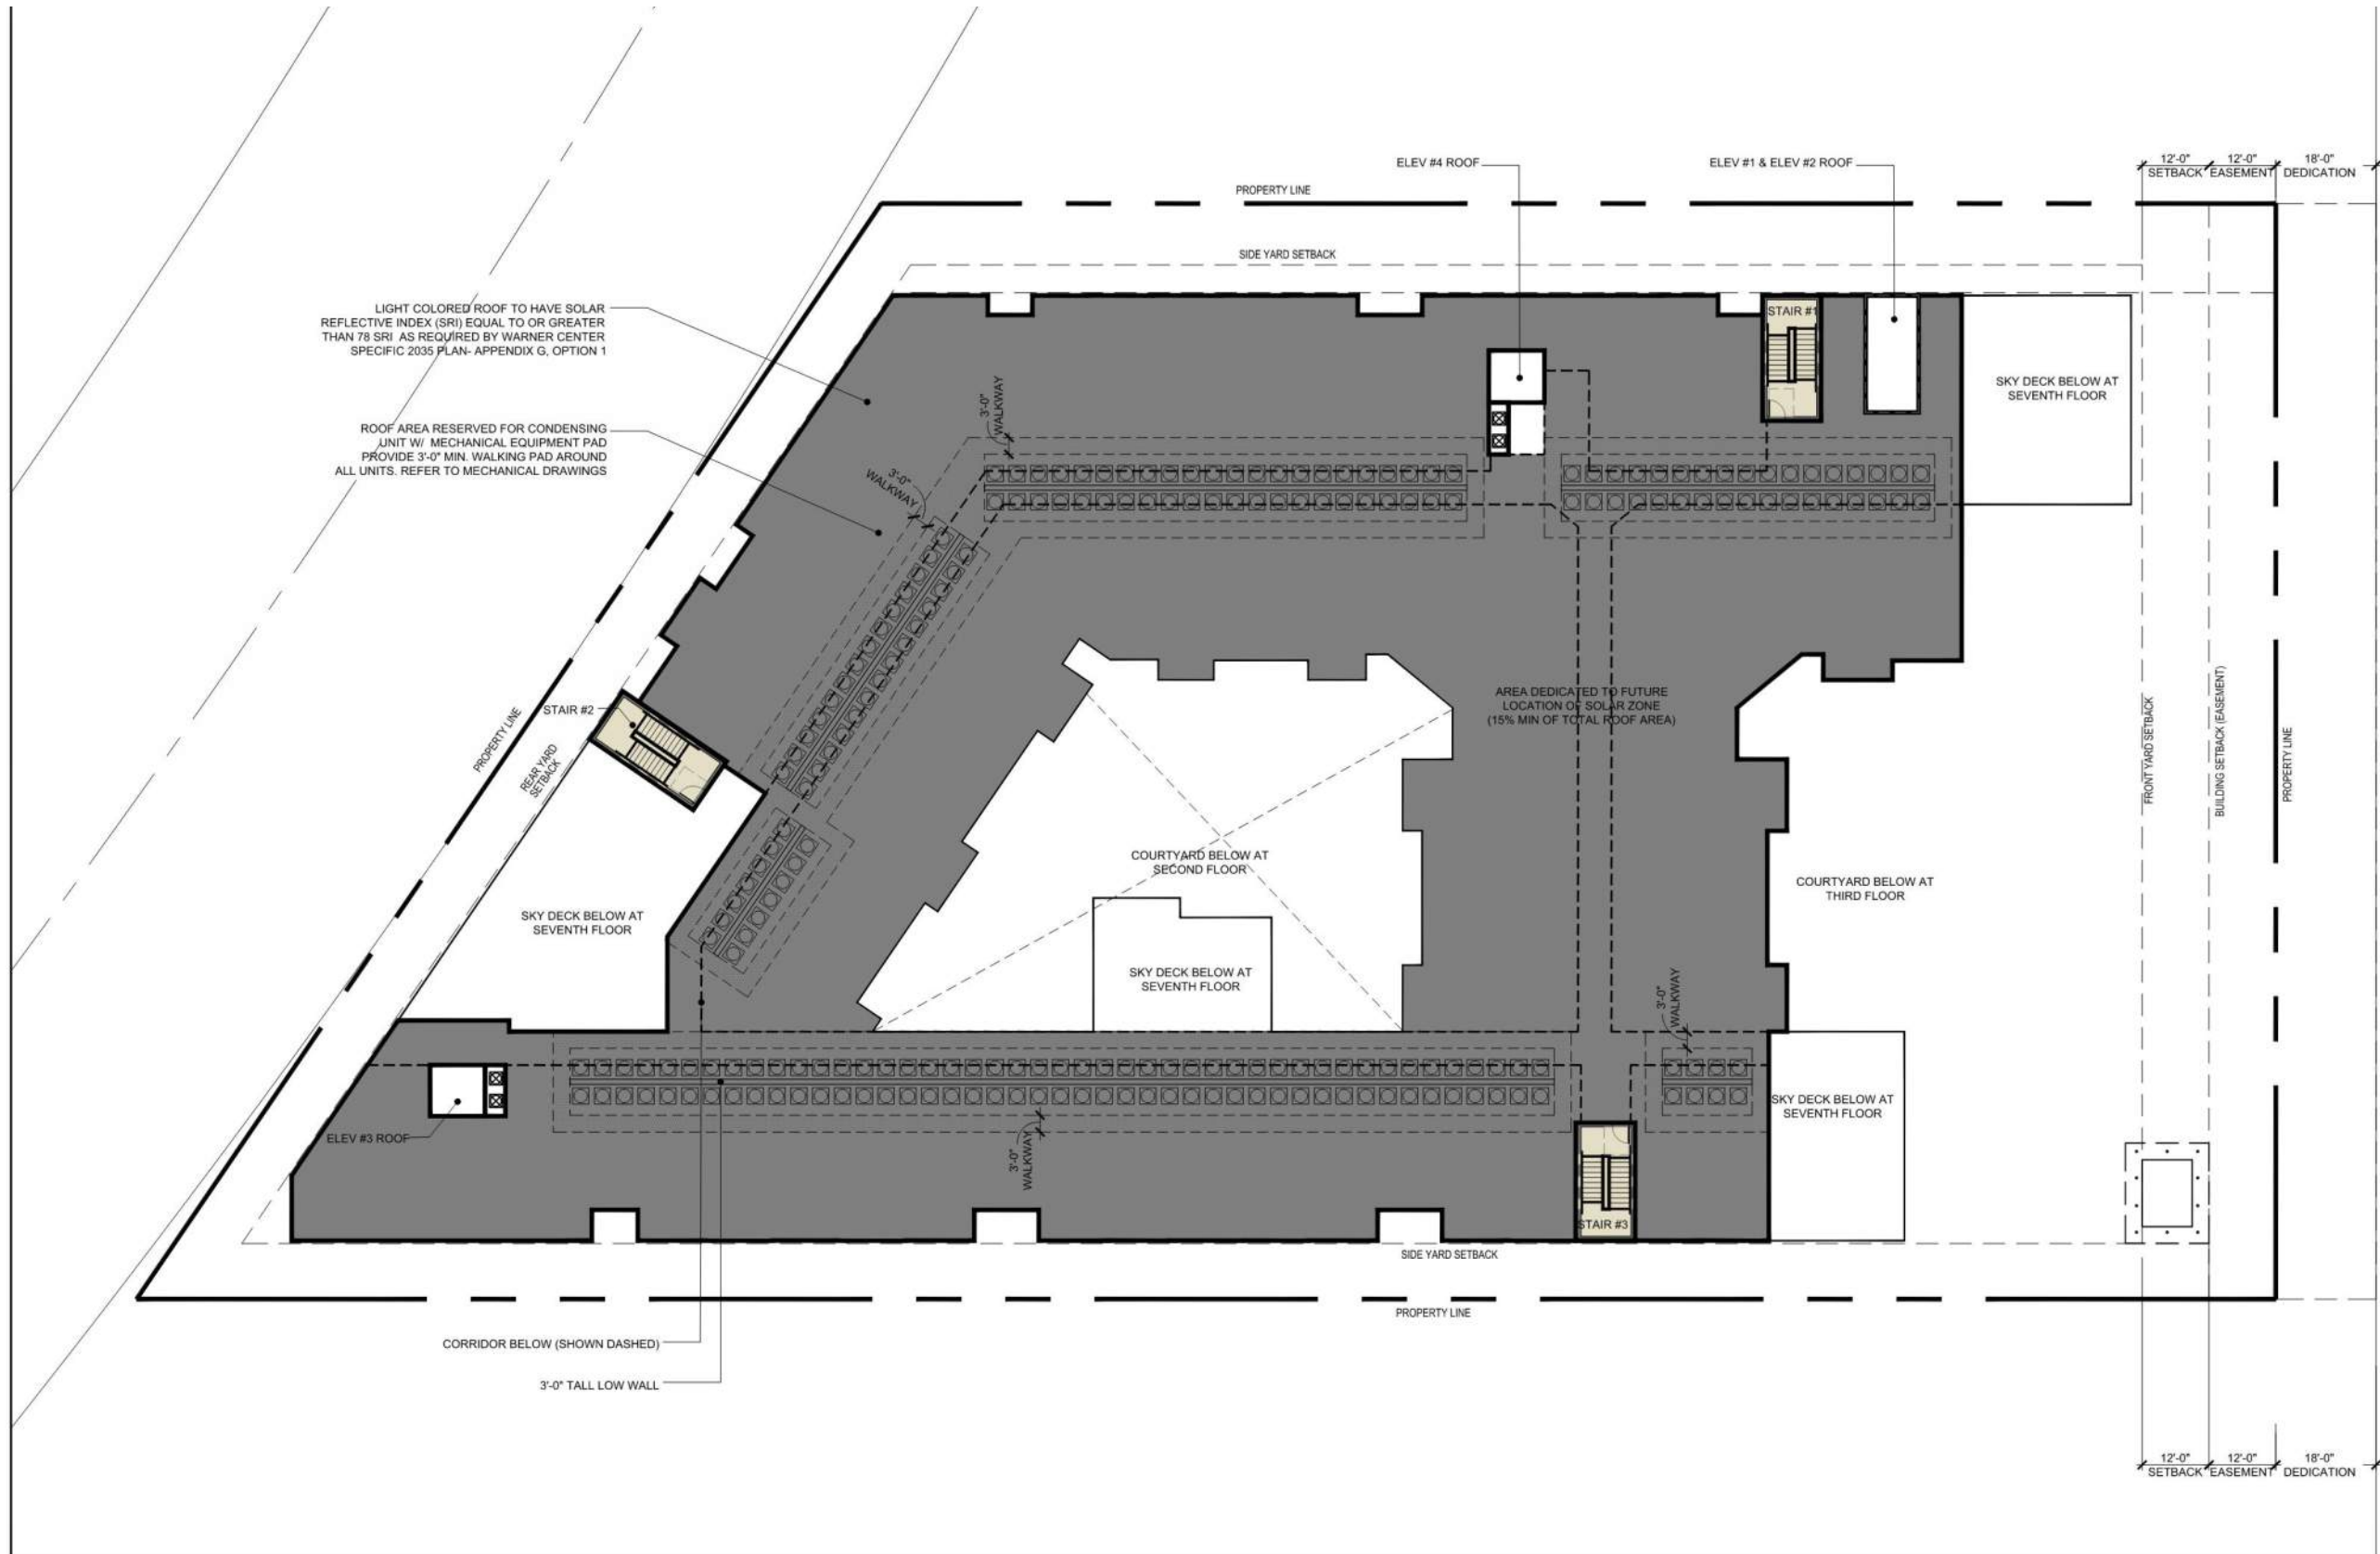 ELEV #4 ROOF
ELEV #1 & ELEV #2 ROOF
12'-0"
SETBACK
12'-0"
EASEMENT
18'-0"
DEDICATION
PROPERTY LINE
SIDE YARD SETBACK
LIGHT COLORED ROOF TO HAVE SOLAR
REFLECTIVE INDEX (SRI) EQUAL TO OR GREATER
THAN 78 SRI AS REQUIRED BY WARNER CENTER
SPECIFIC 2035 PLAN- APPENDIX G, OPTION 1
STAIR #1
SKY DECK BELOW AT
SEVENTH FLOOR
ROOF AREA RESERVED FOR CONDENSING
UNIT W/ MECHANICAL EQUIPMENT PAD
PROVIDE 3'-0" MIN. WALKING PAD AROUND
ALL UNITS. REFER TO MECHANICAL DRAWINGS
3'-0"
WALKWAY
3'-0"
WALKWAY
AREA DEDICATED TO FUTURE
LOCATION OF SOLAR ZONE
(15% MIN OF TOTAL ROOF AREA)
STAIR #2
PROPERTY LINE
REAR YARD
SETBACK
FRONT YARD SETBACK
BUILDING SETBACK (EASEMENT)
PROPERTY LINE
COURTYARD BELOW AT
SECOND FLOOR
COURTYARD BELOW AT
THIRD FLOOR
SKY DECK BELOW AT
SEVENTH FLOOR
SKY DECK BELOW AT
SEVENTH FLOOR
3'-0"
WALKWAY
SKY DECK BELOW AT
SEVENTH FLOOR
ELEV #3 ROOF
3'-0"
WALKWAY
STAIR #3
SIDE YARD SETBACK
PROPERTY LINE
CORRIDOR BELOW (SHOWN DASHED)
3'-0" TALL LOW WALL
12'-0"
SETBACK
12'-0"
EASEMENT
18'-0"
DEDICATION